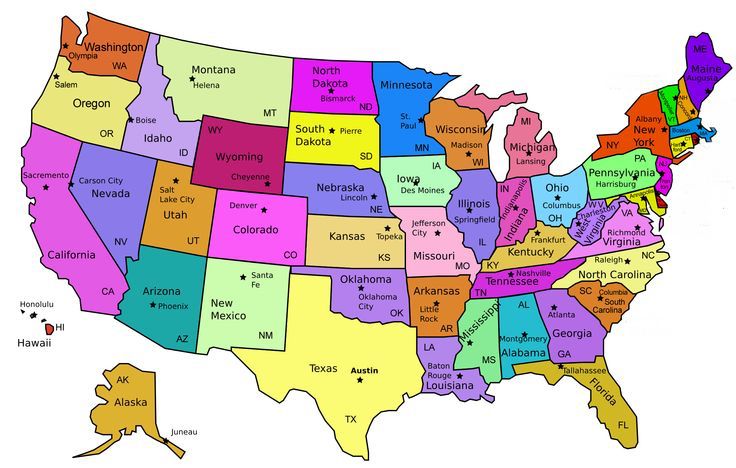 Washington
Olympia
WA
Salem
Oregon
OR
Boise
Idaho
ID
Montana
Helena
MT
North
Dakota
Bismarck
ND
Minnesota
St.
Paul
MN
South
Dakota
Pierre
SD
WY
Wyoming
Cheyenne
Wisconsin
Madison
WI
MI
Michigan
Lansing
ME
Maine
Augusta
NH
Albany
New
York
NY
Boston
Sacramento
California
CA
Carson City
Nevada
NV
Salt
Lake City
Utah
UT
Denver
Colorado
CO
Nebraska
Lincoln
NE
IA
Iowa
Des Moines
Illinois
Springfield
IL
IN
Indianapolis
Indiana
Ohio
Columbus
OH
PA
Pennsylvania
Harrisburg
NJ
Annapolis
WV
Charleston
West
Virginia
VA
Richmond
Virginia
Kansas
Topeka
KS
Jefferson
City
Missouri
MO
Frankfurt
Kentucky
KY
Nashville
Tennessee
TN
Raleigh
NC
North Carolina
SC
Columbia
South
Carolina
Arizona
Phoenix
AZ
Santa
Fe
New
Mexico
NM
Oklahoma
Oklahoma
City
OK
Arkansas
Little
Rock
AR
Mississippi
MS
AL
Montgomery
Alabama
Atlanta
Georgia
GA
Texas
Austin
TX
LA
Baton
Rouge
Louisiana
Tallahassee
Florida
FL
Honolulu
HI
Hawaii
AK
Alaska
Juneau